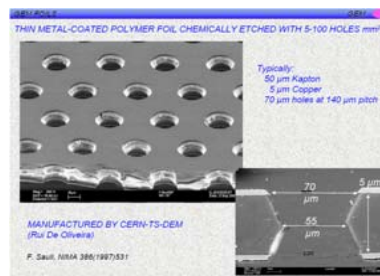 GEM FOILS
GEM
THIN METAL-COATED POLYMER FOIL CHEMICALLY ETCHED WITH 5-100 HOLES mm²
Typically:
50 µm Kapton
5 µm Copper
70 µm holes at 140 µm pitch
70
µm
5 µm
55
µm
MANUFACTURED BY CERN-TS-DEM
(Rui De Oliveira)
F. Sauli, NIMA 386(1997)531